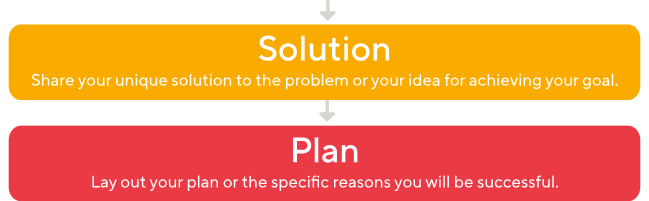 Solution
Share your unique solution to the problem or your idea for achieving your goal.
Plan
Lay out your plan or the specific reasons you will be successful.